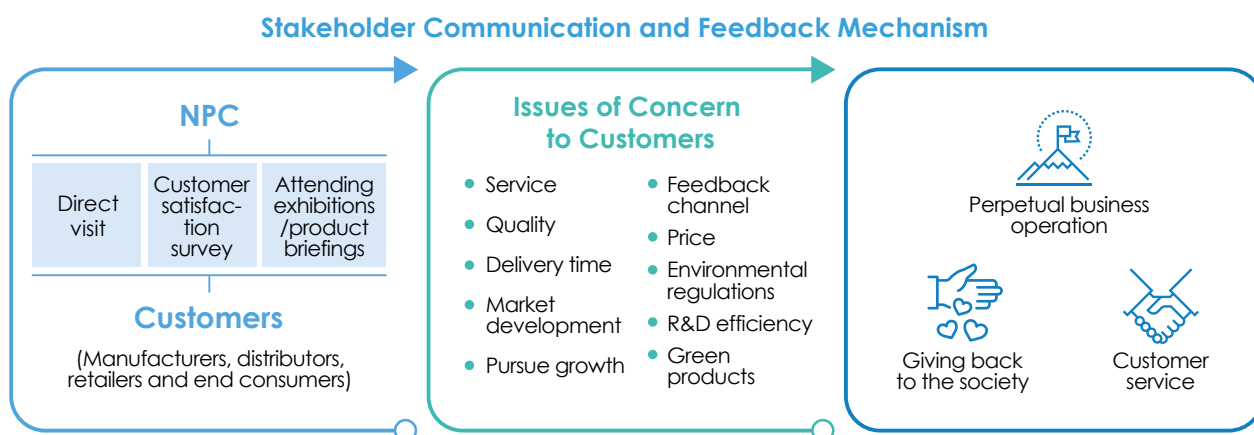 Stakeholder Communication and Feedback Mechanism
NPC
Direct
visit
Customer
satisfac-
tion
survey
Attending
exhibitions
/product
briefings
Customers
(Manufacturers, distributors,
retailers and end consumers)
Issues of Concern
to Customers
Service
Quality
Delivery time
Market
development
Pursue growth
Feedback
channel
Price
Environmental
regulations
R&D efficiency
Green
products
Perpetual business
operation
Giving back
to the society
Customer
service